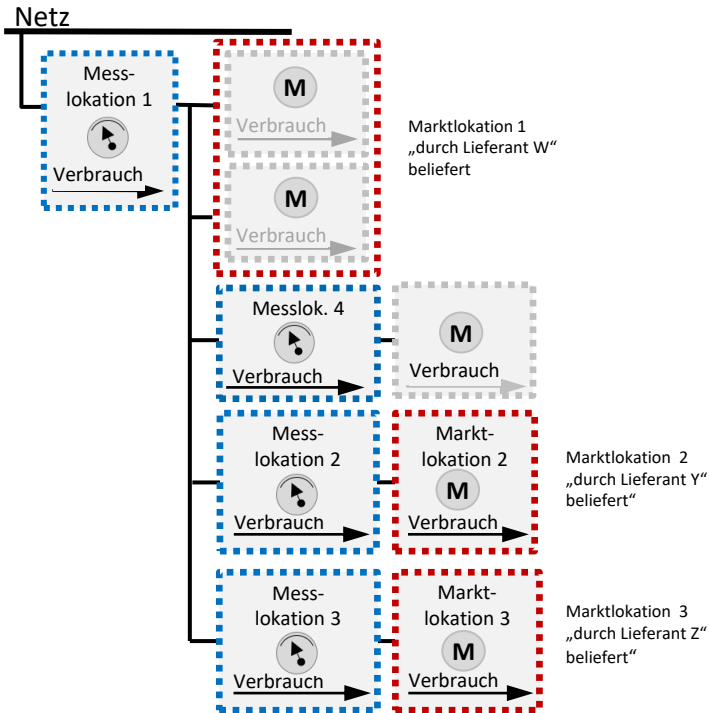 Netz
Mess-
lokation 1
Verbrauch
M
Verbrauch
M
Verbrauch
Marktlokation 1
„durch Lieferant W“
beliefert
Messlok. 4
Verbrauch
M
Verbrauch
Mess-
lokation 2
Verbrauch
Markt-
lokation 2
M
Verbrauch
Marktlokation 2
„durch Lieferant Y“
beliefert“
Mess-
lokation 3
Verbrauch
Markt-
lokation 3
M
Verbrauch
Marktlokation 3
„durch Lieferant Z“
beliefert“